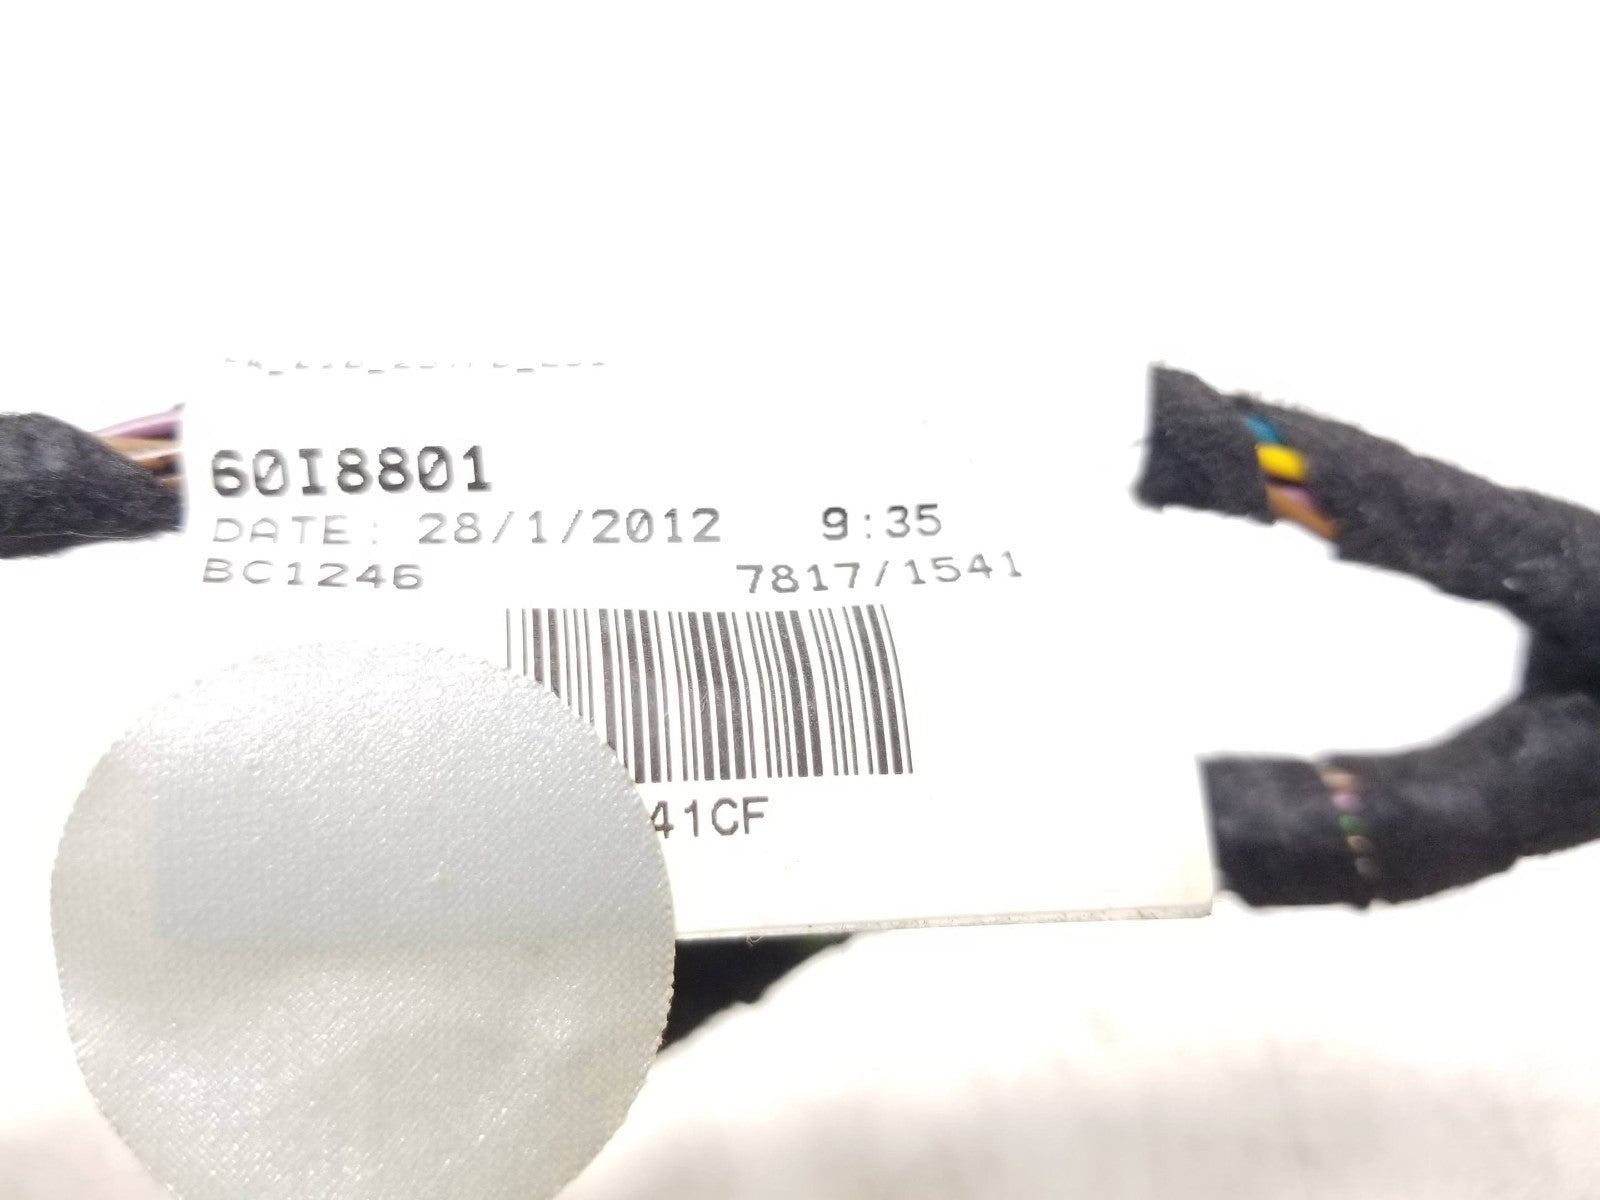 60I8801
DATE: 28/1/2012 9:35
BC1246 7817/1541
41CF